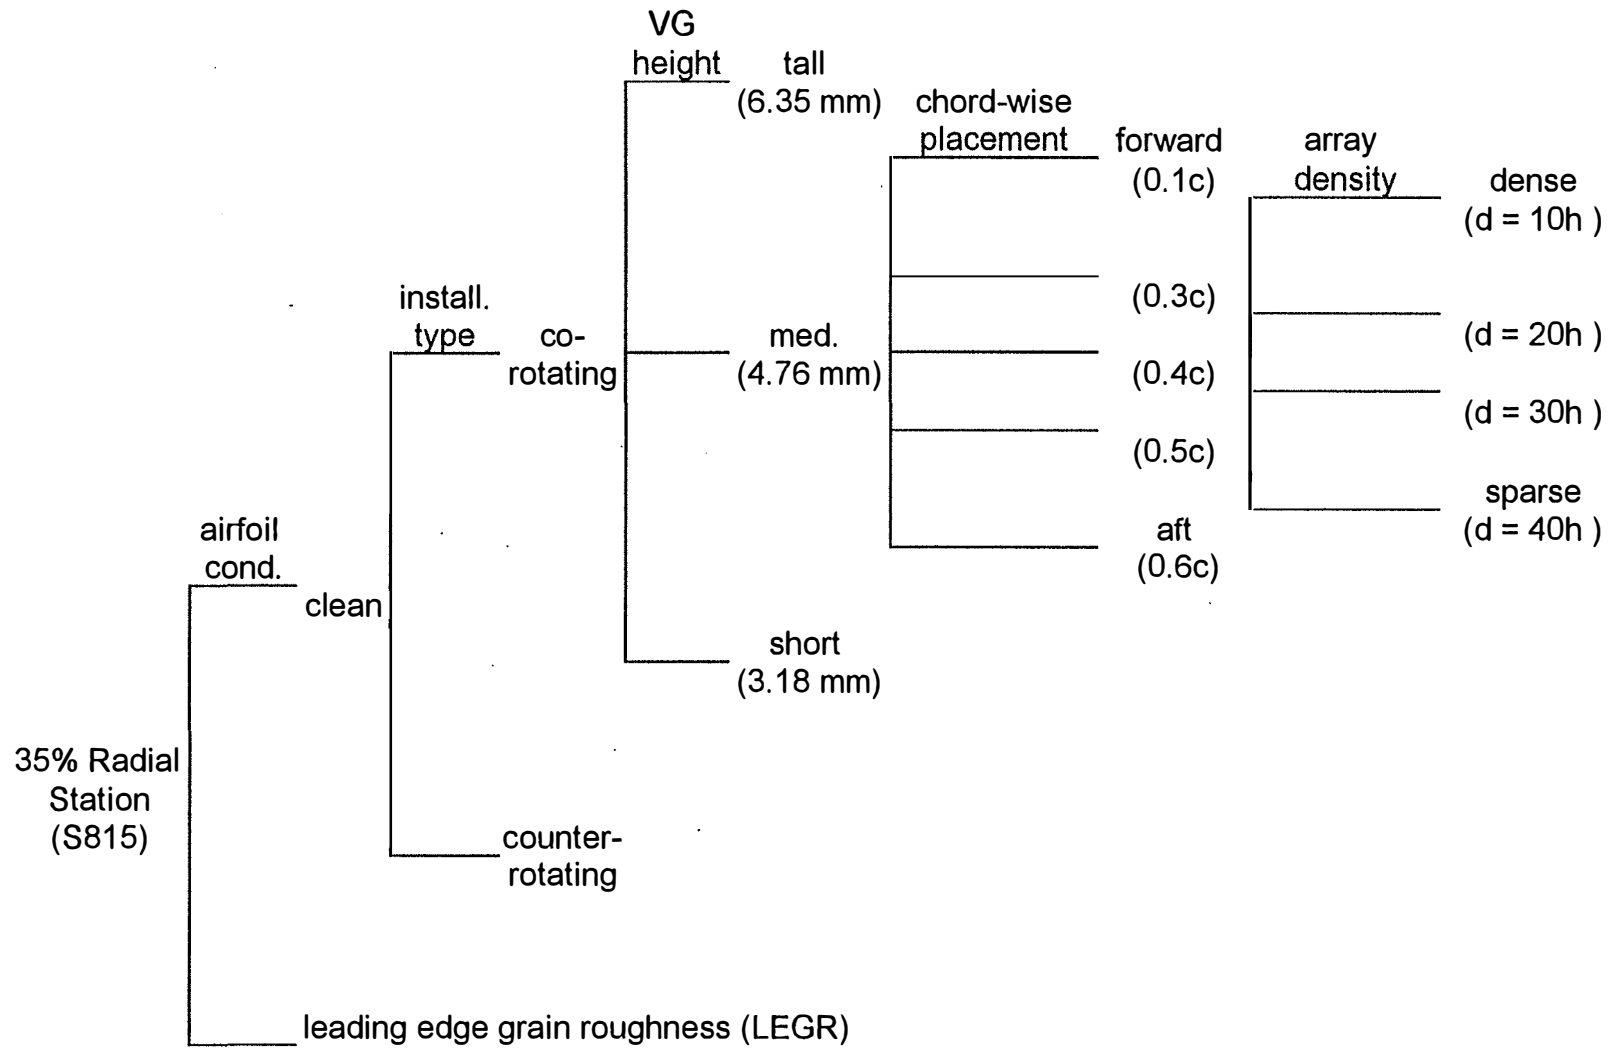 VG
height
tall
(6.35 mm)
chord-wise
placement
forward
(0.1c)
array
density
dense
(d = 10h )
install.
type
co-
rotating
med.
(4.76 mm)
(0.3c)
(0.4c)
(0.5c)
aft
(0.6c)
(d = 20h )
(d = 30h )
sparse
(d = 40h )
airfoil
cond.
clean
short
(3.18 mm)
35% Radial
Station
(S815)
counter-
rotating
leading edge grain roughness (LEGR)